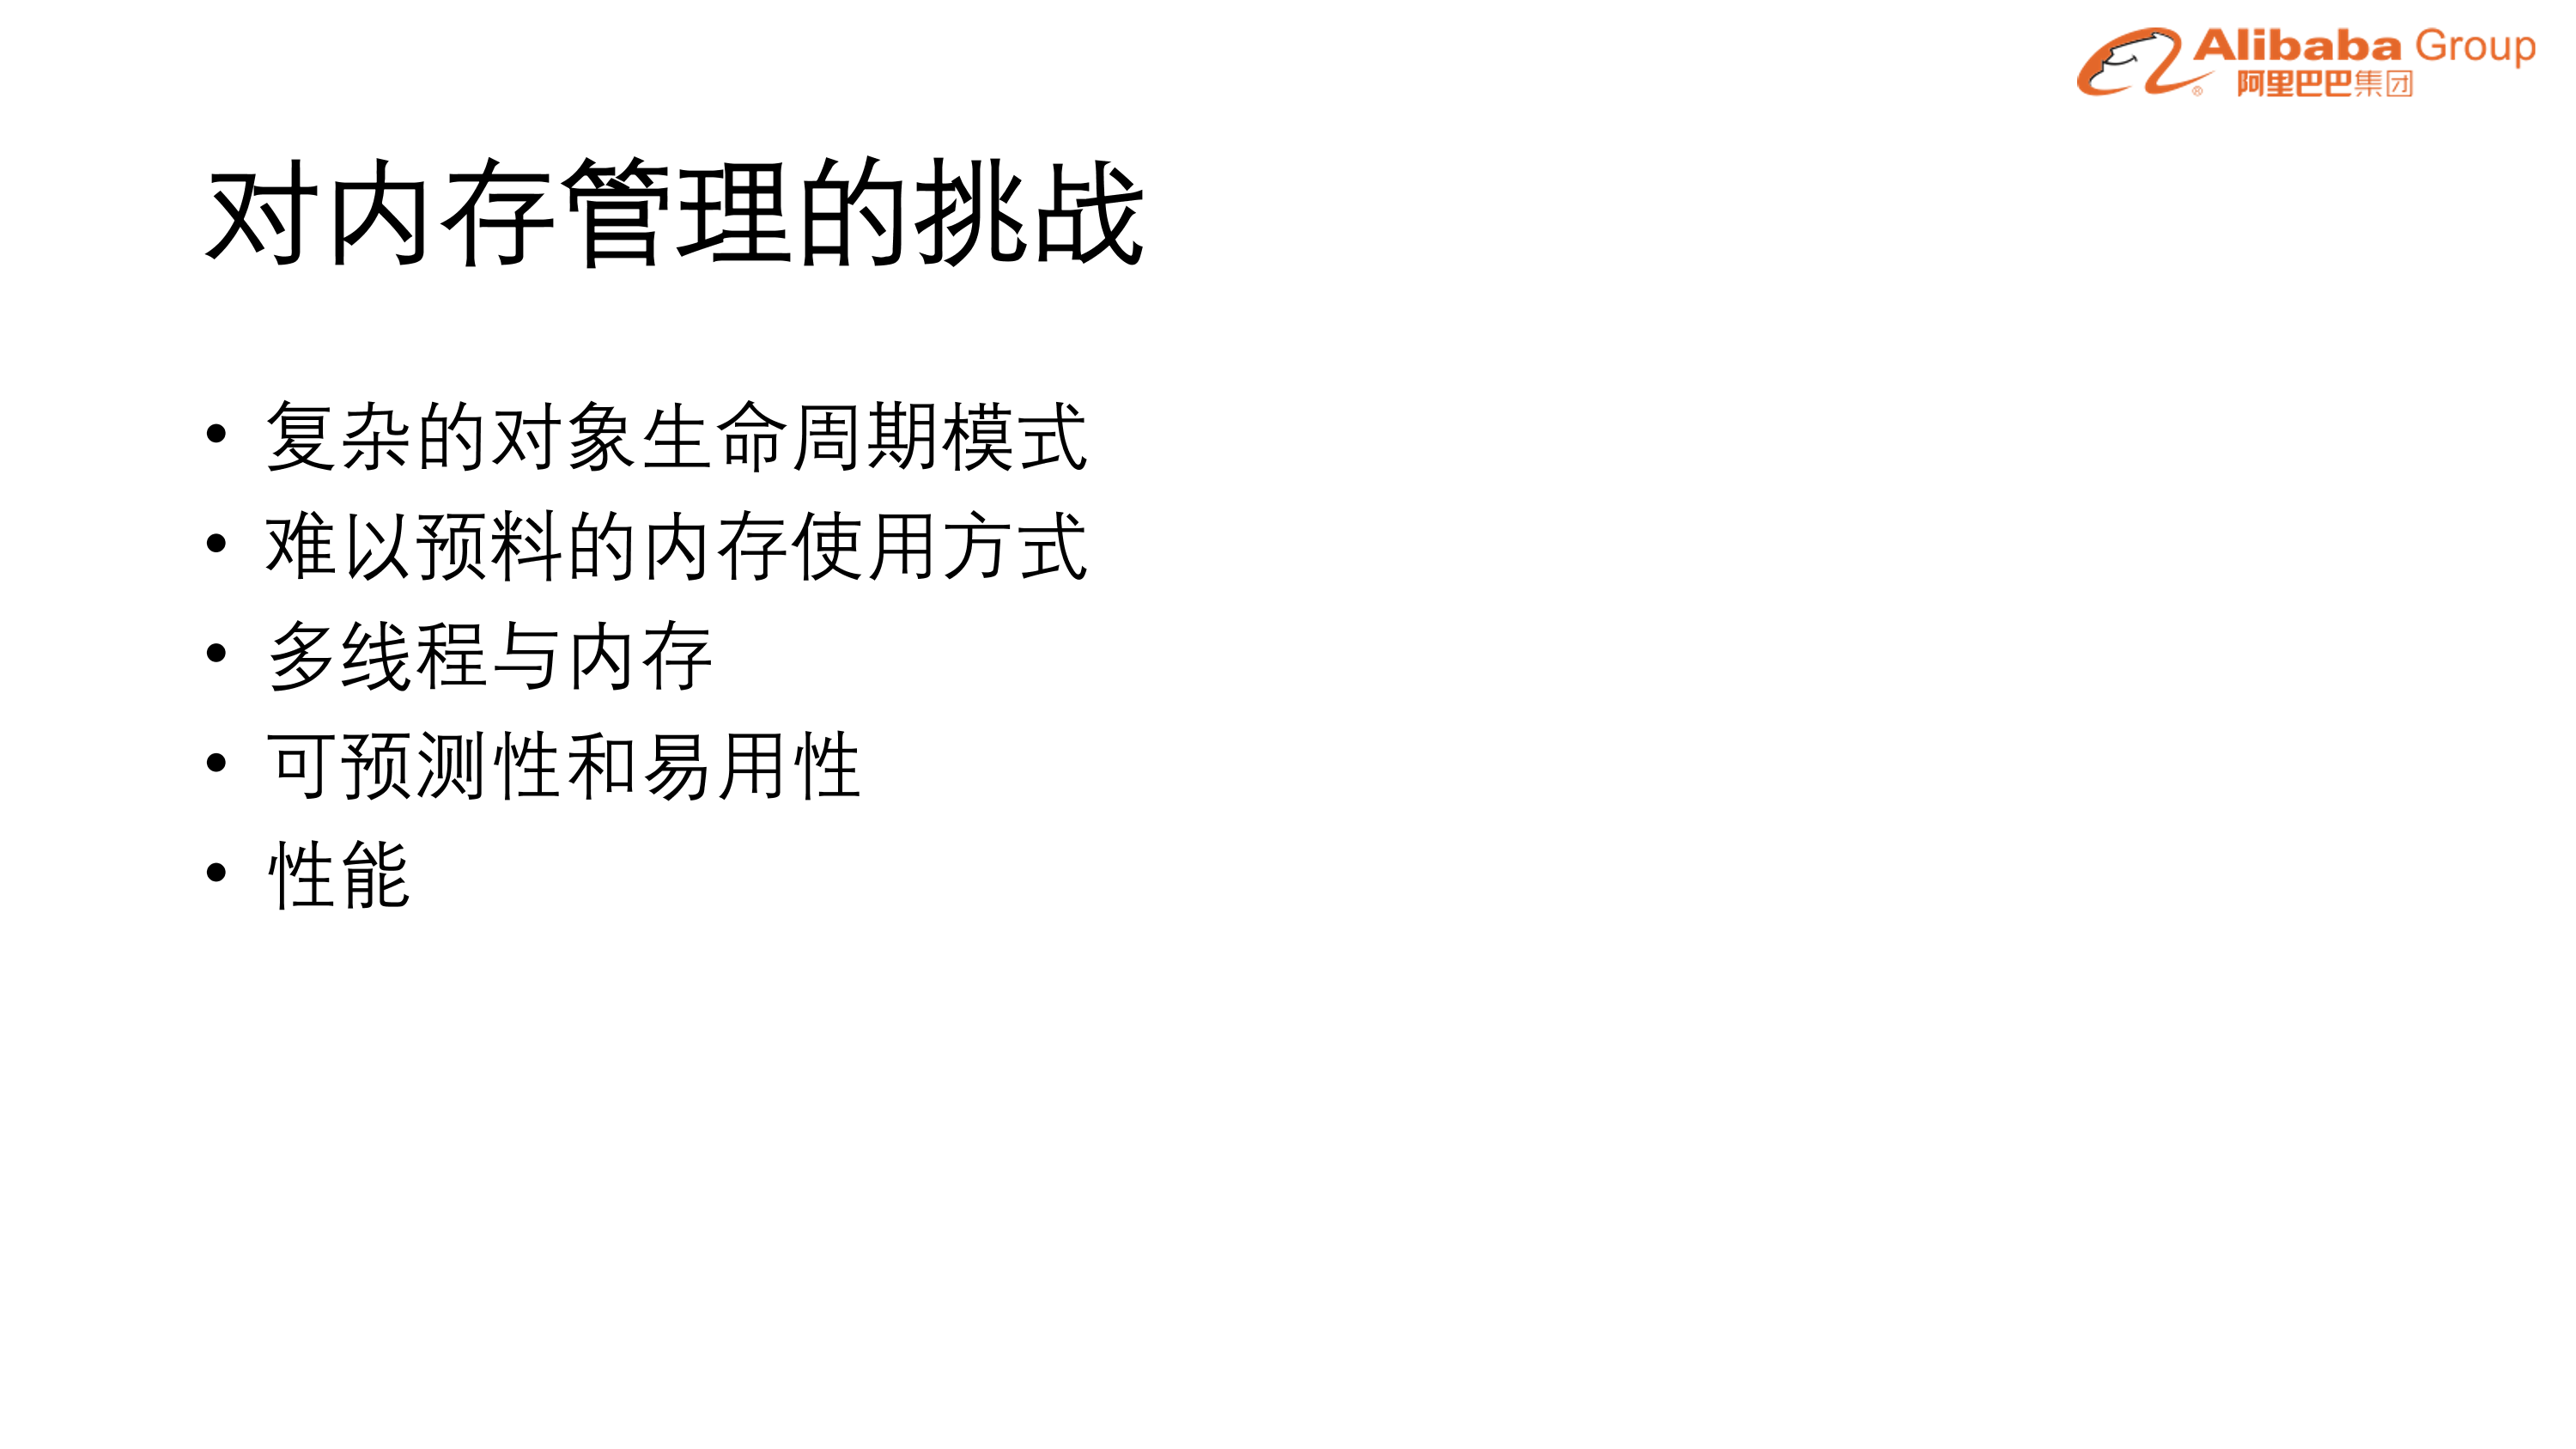 Alibaba Group
阿里巴巴集团
对内存管理的挑战
• 复杂的对象生命周期模式
• 难以预料的内存使用方式
• 多线程与内存
• 可预测性和易用性
• 性能